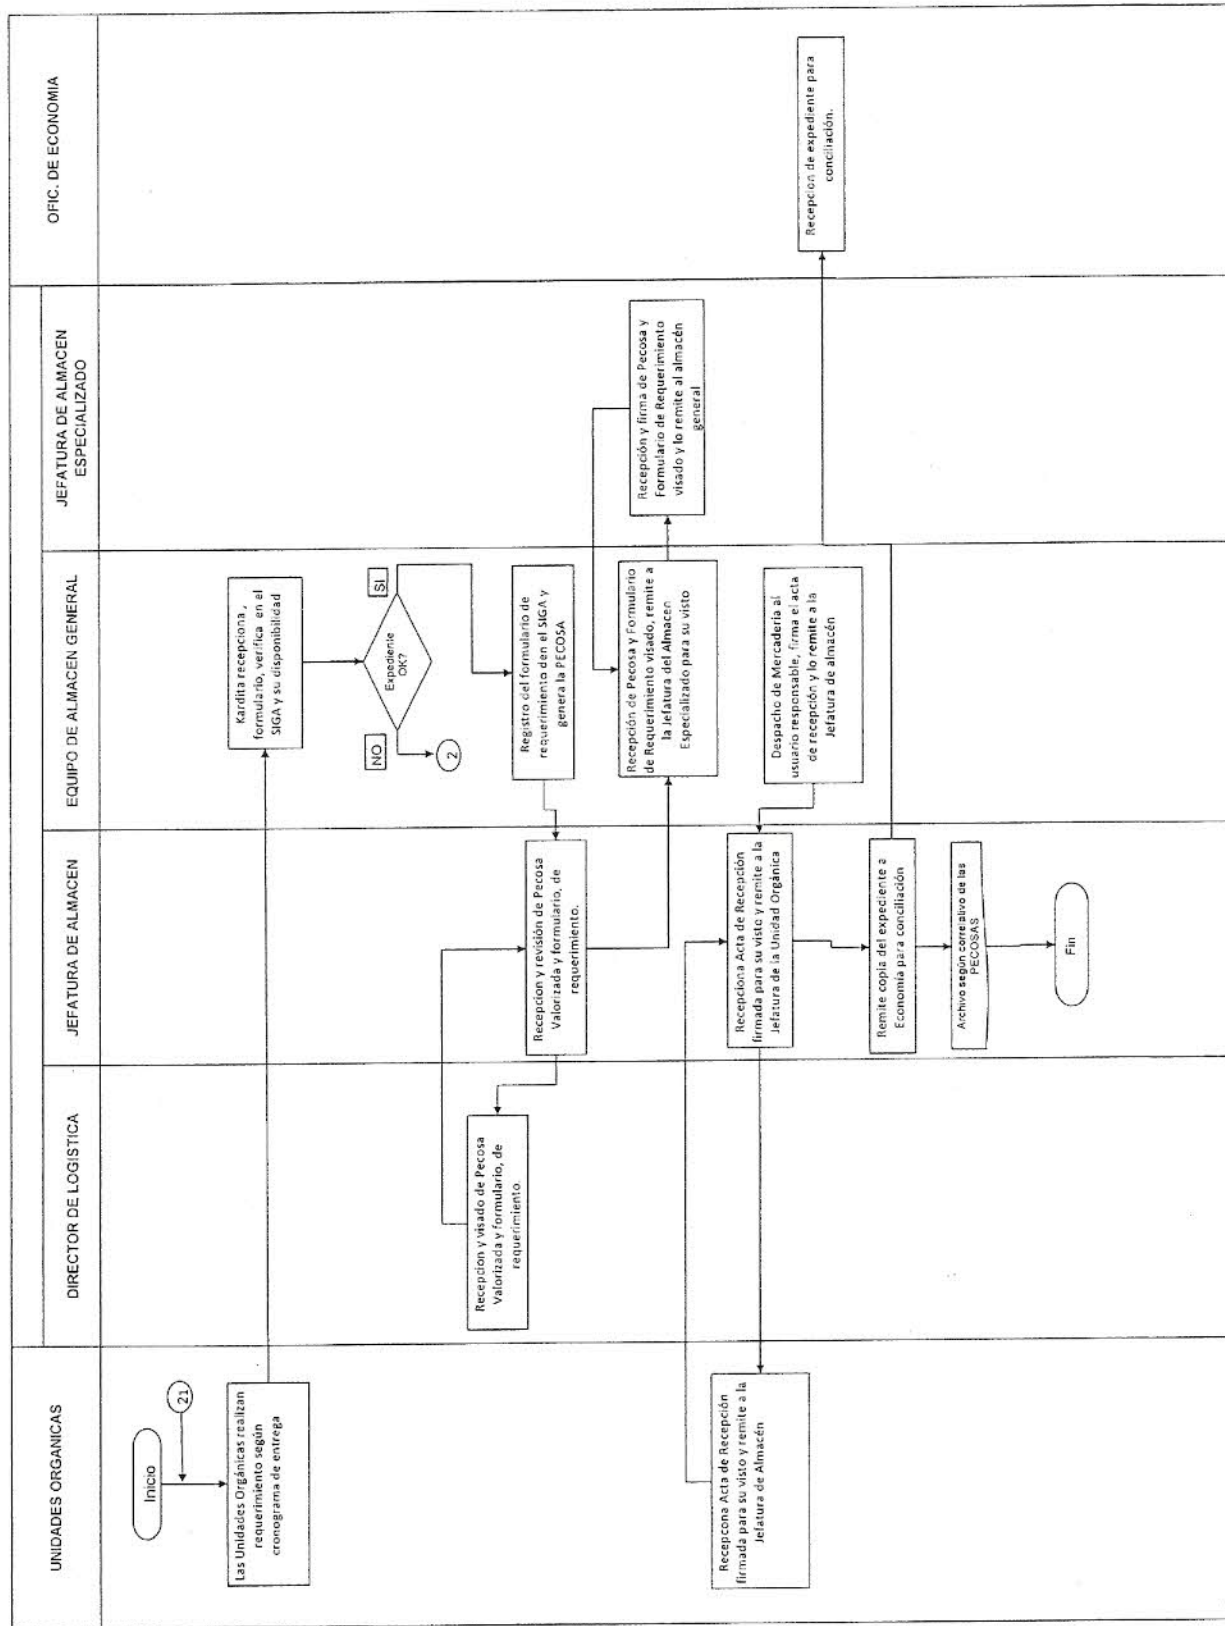 UNIDADES ORGANICAS
DIRECTOR DE LOGISTICA
JEFATURA DE ALMACEN
EQUIPO DE ALMACEN GENERAL
JEFATURA DE ALMACEN
ESPECIALIZADO
OFIC. DE ECONOMIA
Inicio
21
Las Unidades Orgánicas realizan
requerimiento según
cronograma de entrega
Kardita recepciona ,
formulario, verifica en el
SIGA y su disponibilidad
Expediene
OK?
SI
NO
2
Registro del formulario de
requerimiento den el SIGA y
genera la PECOSA
Recepcion y revisión de Pecosa
Valorizada y formulario, de
requerimiento.
Recepcion y visado de Pecosa
Valorizada y formulario, de
requerimiento.
Recepción de Pecosa y Formulario
de Requerimiento visado, remite a
la Jefatura del Almacen
Especializado para su visto
Recepción y firma de Pecosa y
Formulario de Requerimiento
visado y lo remite al almacén
general
Despacho de Mercaderia al
usuario responsable, firma el acta
de recepción y lo remite a la
Jefatura de almacén
Recepciona Acta de Recepción
firmada para su visto y remite a la
Jefatura de la Unidad Orgánica
Recepcona Acta de Recepción
firmada para su visto y remite a la
Jefatura de Almacén
Remite copia del expediente a
Economía para conciliación
Recepcion de expediente para
conciliación.
Archivo según correlativo de las
PECOSAS
Fin